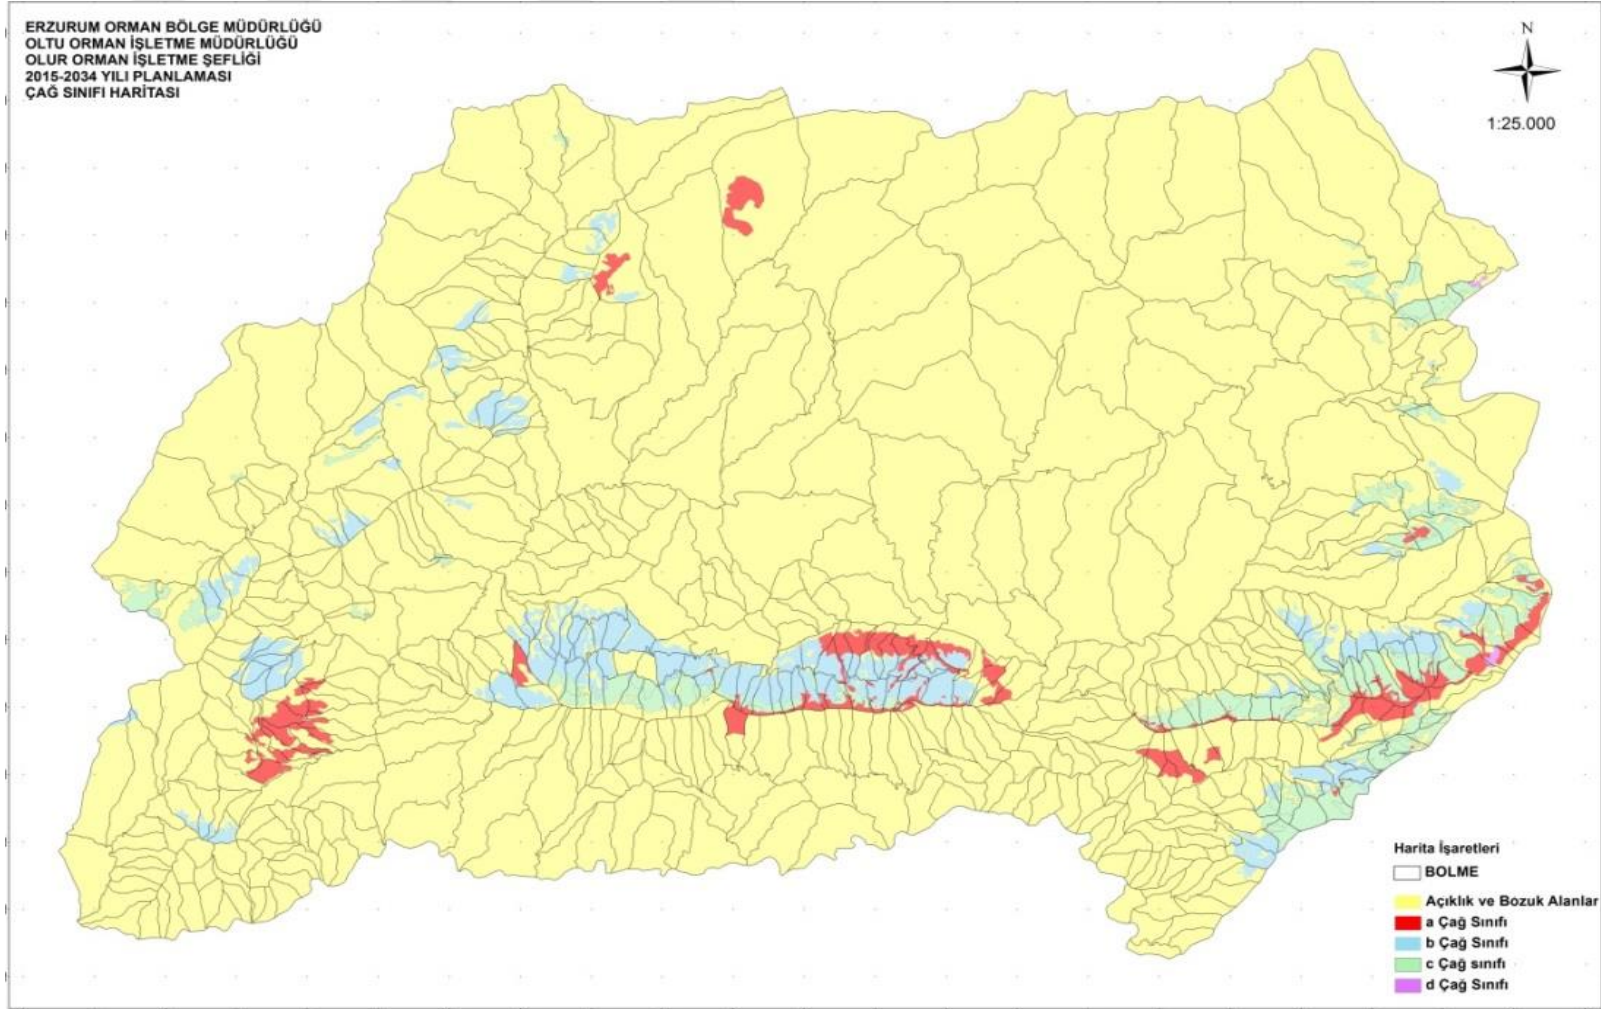 ERZURUM ORMAN BÖLGE MÜDÜRLÜĞÜ
OLTU ORMAN İŞLETME MÜDÜRLÜĞÜ
OLUR ORMAN İŞLETME ŞEFLİĞİ
2015-2034 YILI PLANLAMASI
ÇAĞ SINIFI HARİTASI
N
1:25.000
Harita İşaretleri
BOLME
Açıklık ve Bozuk Alanlar
a Çağ Sınıfı
b Çağ Sınıfı
c Çağ sınıfı
d Çağ Sınıfı